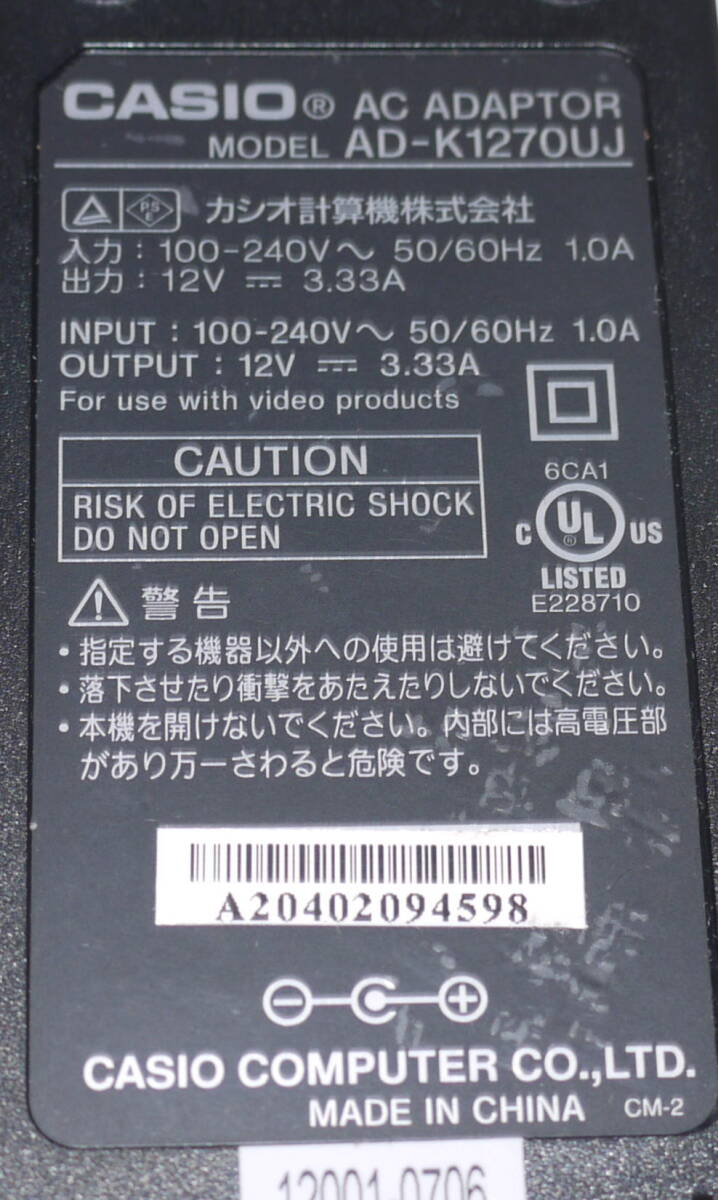 CASIO® AC ADAPTOR
MODEL AD-K1270UJ
PS E カシオ計算機株式会社
入力：100-240V～ 50/60Hz 1.0A
出力：12V ⎓ 3.33A
INPUT：100-240V～ 50/60Hz 1.0A
OUTPUT：12V ⎓ 3.33A
For use with video products
CAUTION
RISK OF ELECTRIC SHOCK
DO NOT OPEN
6CA1
C UL® US
LISTED
E228710
警告
・指定する機器以外への使用は避けてください。
・落下させたり衝撃をあたえたりしないでください。
・本機を開けないでください。内部には高電圧部
があり万一さわると危険です。
A20402094598
CASIO COMPUTER CO.,LTD.
MADE IN CHINA CM-2
12001-0706